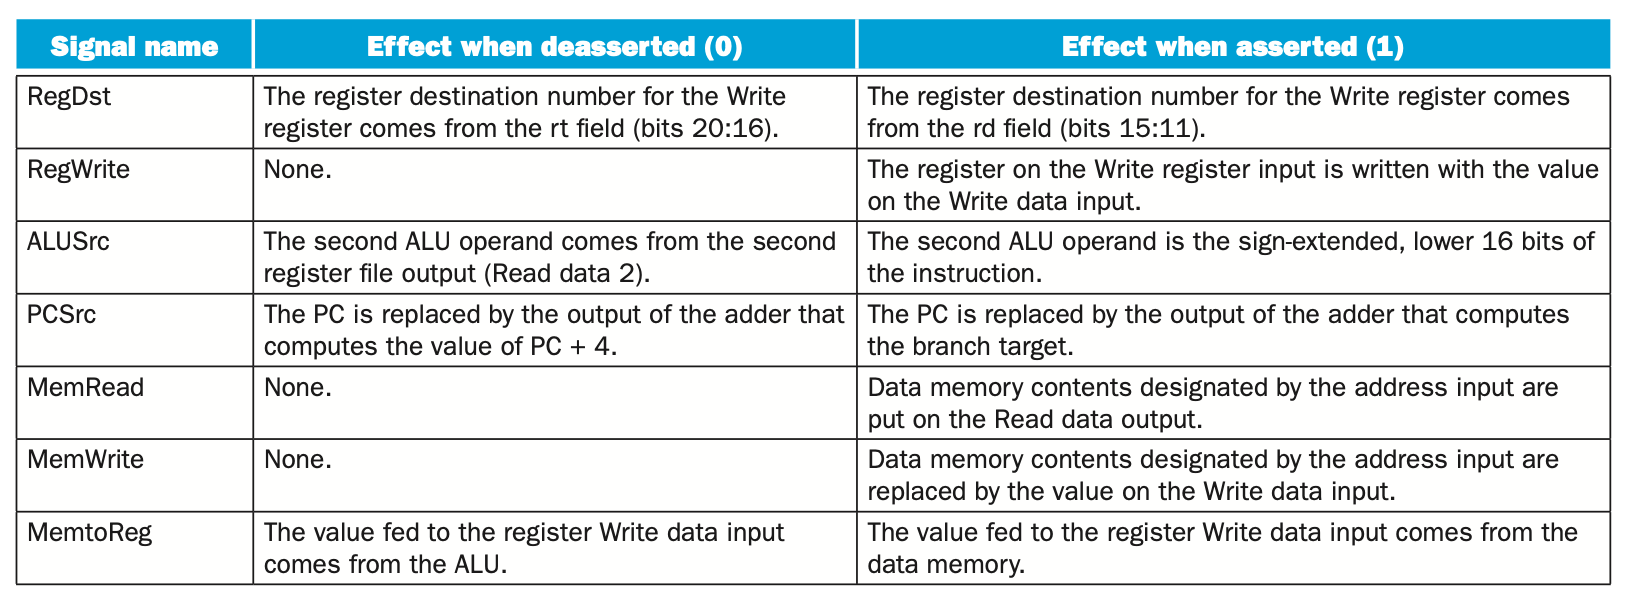 Signal name
Effect when deasserted (0)
Effect when asserted (1)
RegDst
The register destination number for the Write
register comes from the rt field (bits 20:16).
The register destination number for the Write register comes
from the rd field (bits 15:11).
RegWrite
None.
The register on the Write register input is written with the value
on the Write data input.
ALUSrc
The second ALU operand comes from the second
register file output (Read data 2).
The second ALU operand is the sign-extended, lower 16 bits of
the instruction.
PCSrc
The PC is replaced by the output of the adder that
computes the value of PC + 4.
The PC is replaced by the output of the adder that computes
the branch target.
MemRead
None.
Data memory contents designated by the address input are
put on the Read data output.
MemWrite
None.
Data memory contents designated by the address input are
replaced by the value on the Write data input.
MemtoReg
The value fed to the register Write data input
comes from the ALU.
The value fed to the register Write data input comes from the
data memory.